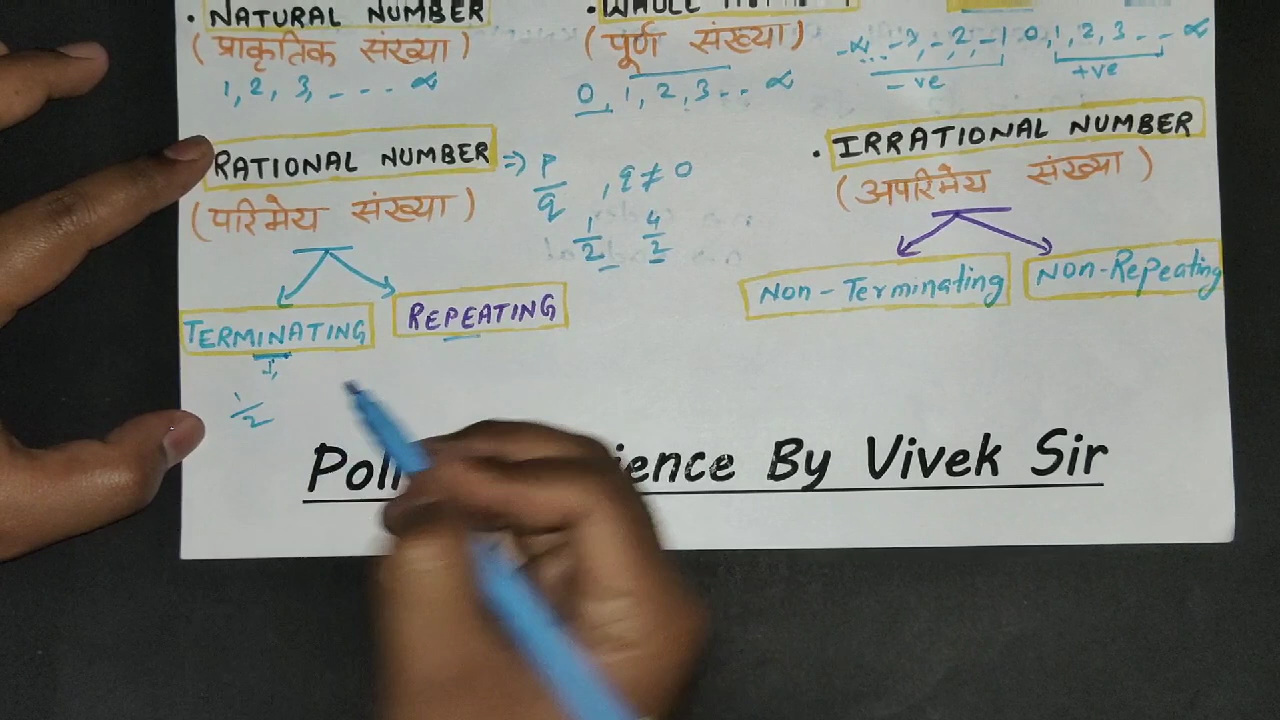 • NATURAL NUMBER
(प्राकृतिक संख्या)
1, 2, 3, - - - ∝
• WHOLE
(पूर्ण संख्या)
0, 1, 2, 3 - - ∝
-∝ .. -3, -2, -1 0, 1, 2, 3 - - ∝
-ve +ve
RATIONAL NUMBER => p/q , q ≠ 0
(परिमेय संख्या)
1/2 4/2
TERMINATING
REPEATING
1/2
• IRRATIONAL NUMBER
(अपरिमेय संख्या)
Non-Terminating
Non-Repeating
By Vivek Sir